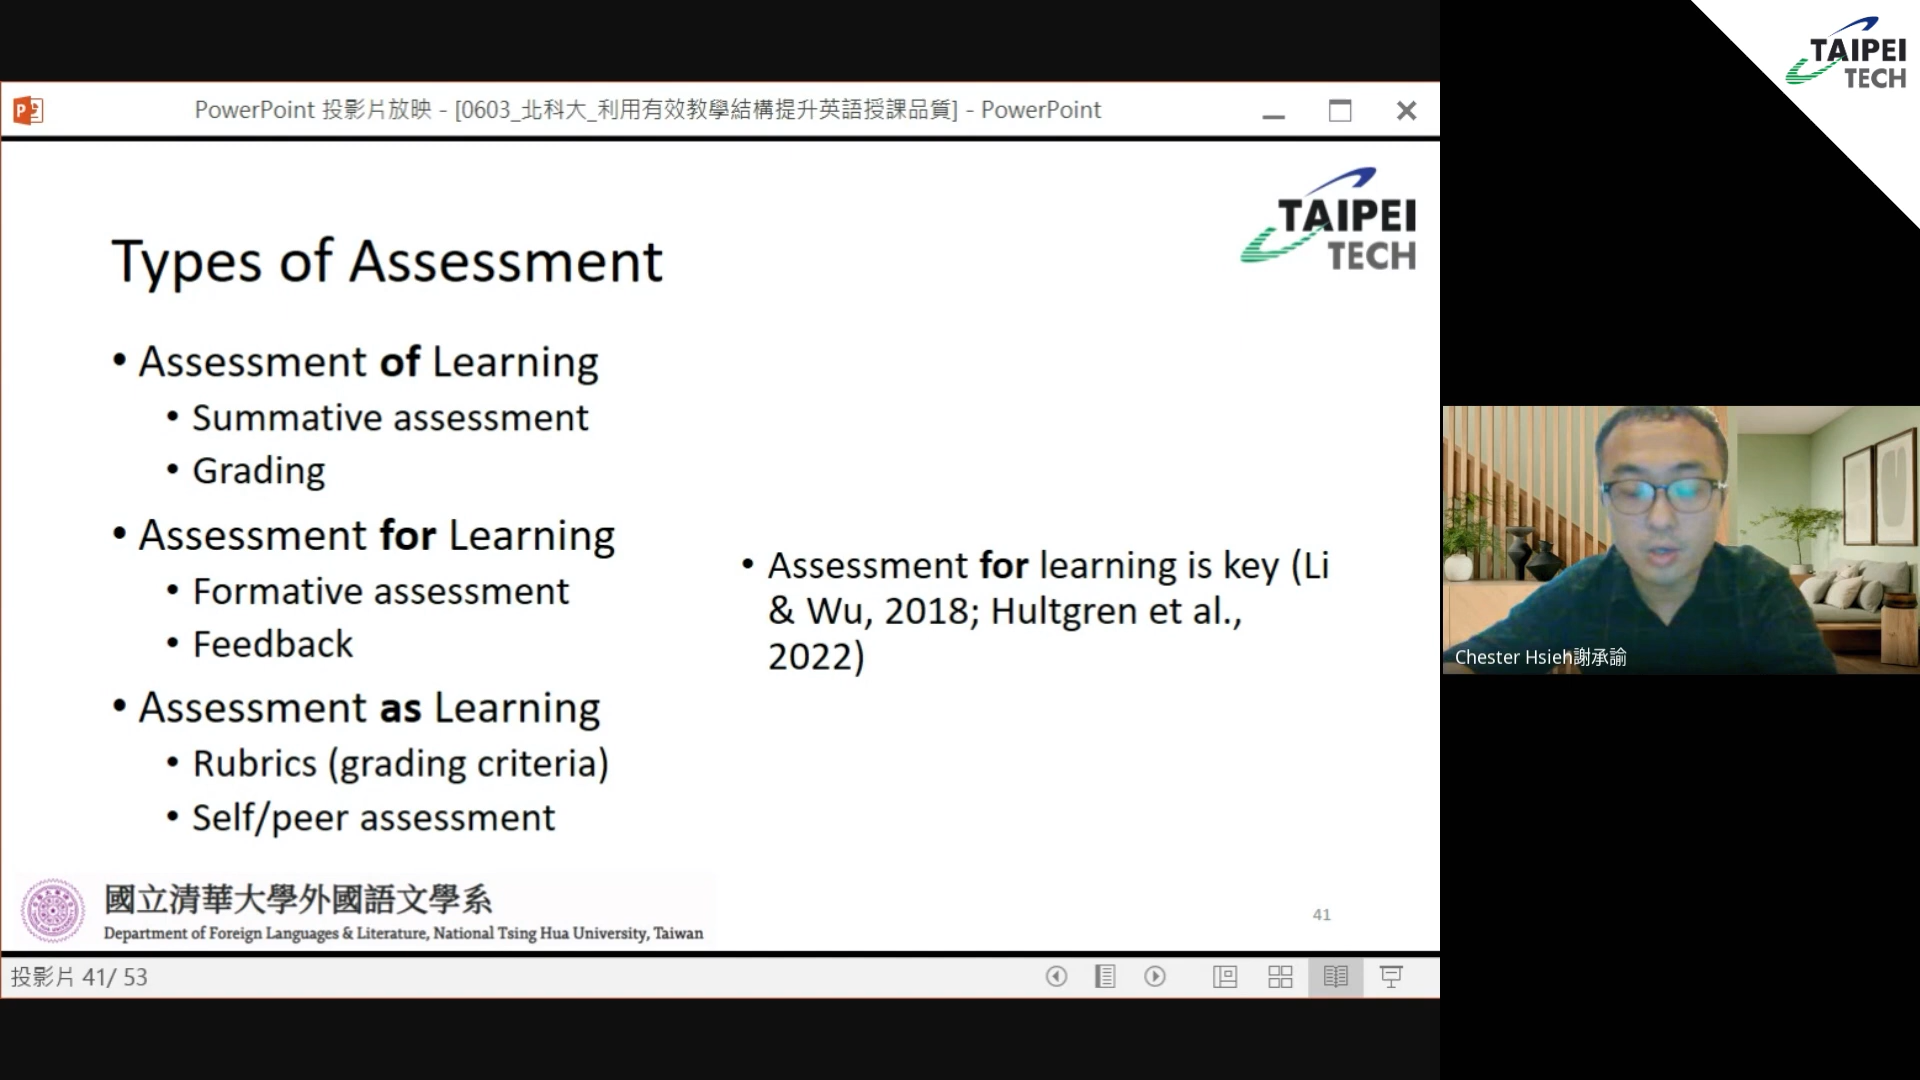 PowerPoint 投影片放映 - [0603_北科大_利用有效教學結構提升英語授課品質] - PowerPoint
TAIPEI
TECH
TAIPEI
TECH
Types of Assessment
• Assessment of Learning
• Summative assessment
• Grading
• Assessment for Learning
• Formative assessment
• Feedback
• Assessment as Learning
• Rubrics (grading criteria)
• Self/peer assessment
• Assessment for learning is key (Li
& Wu, 2018; Hultgren et al.,
2022)
Chester Hsieh謝承諭
國立清華大學外國語文學系
Department of Foreign Languages & Literature, National Tsing Hua University, Taiwan
41
投影片 41/ 53